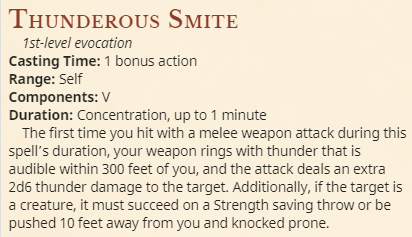 Thunderous Smite
1st-level evocation
Casting Time: 1 bonus action
Range: Self
Components: V
Duration: Concentration, up to 1 minute
The first time you hit with a melee weapon attack during this
spell's duration, your weapon rings with thunder that is
audible within 300 feet of you, and the attack deals an extra
2d6 thunder damage to the target. Additionally, if the target is
a creature, it must succeed on a Strength saving throw or be
pushed 10 feet away from you and knocked prone.